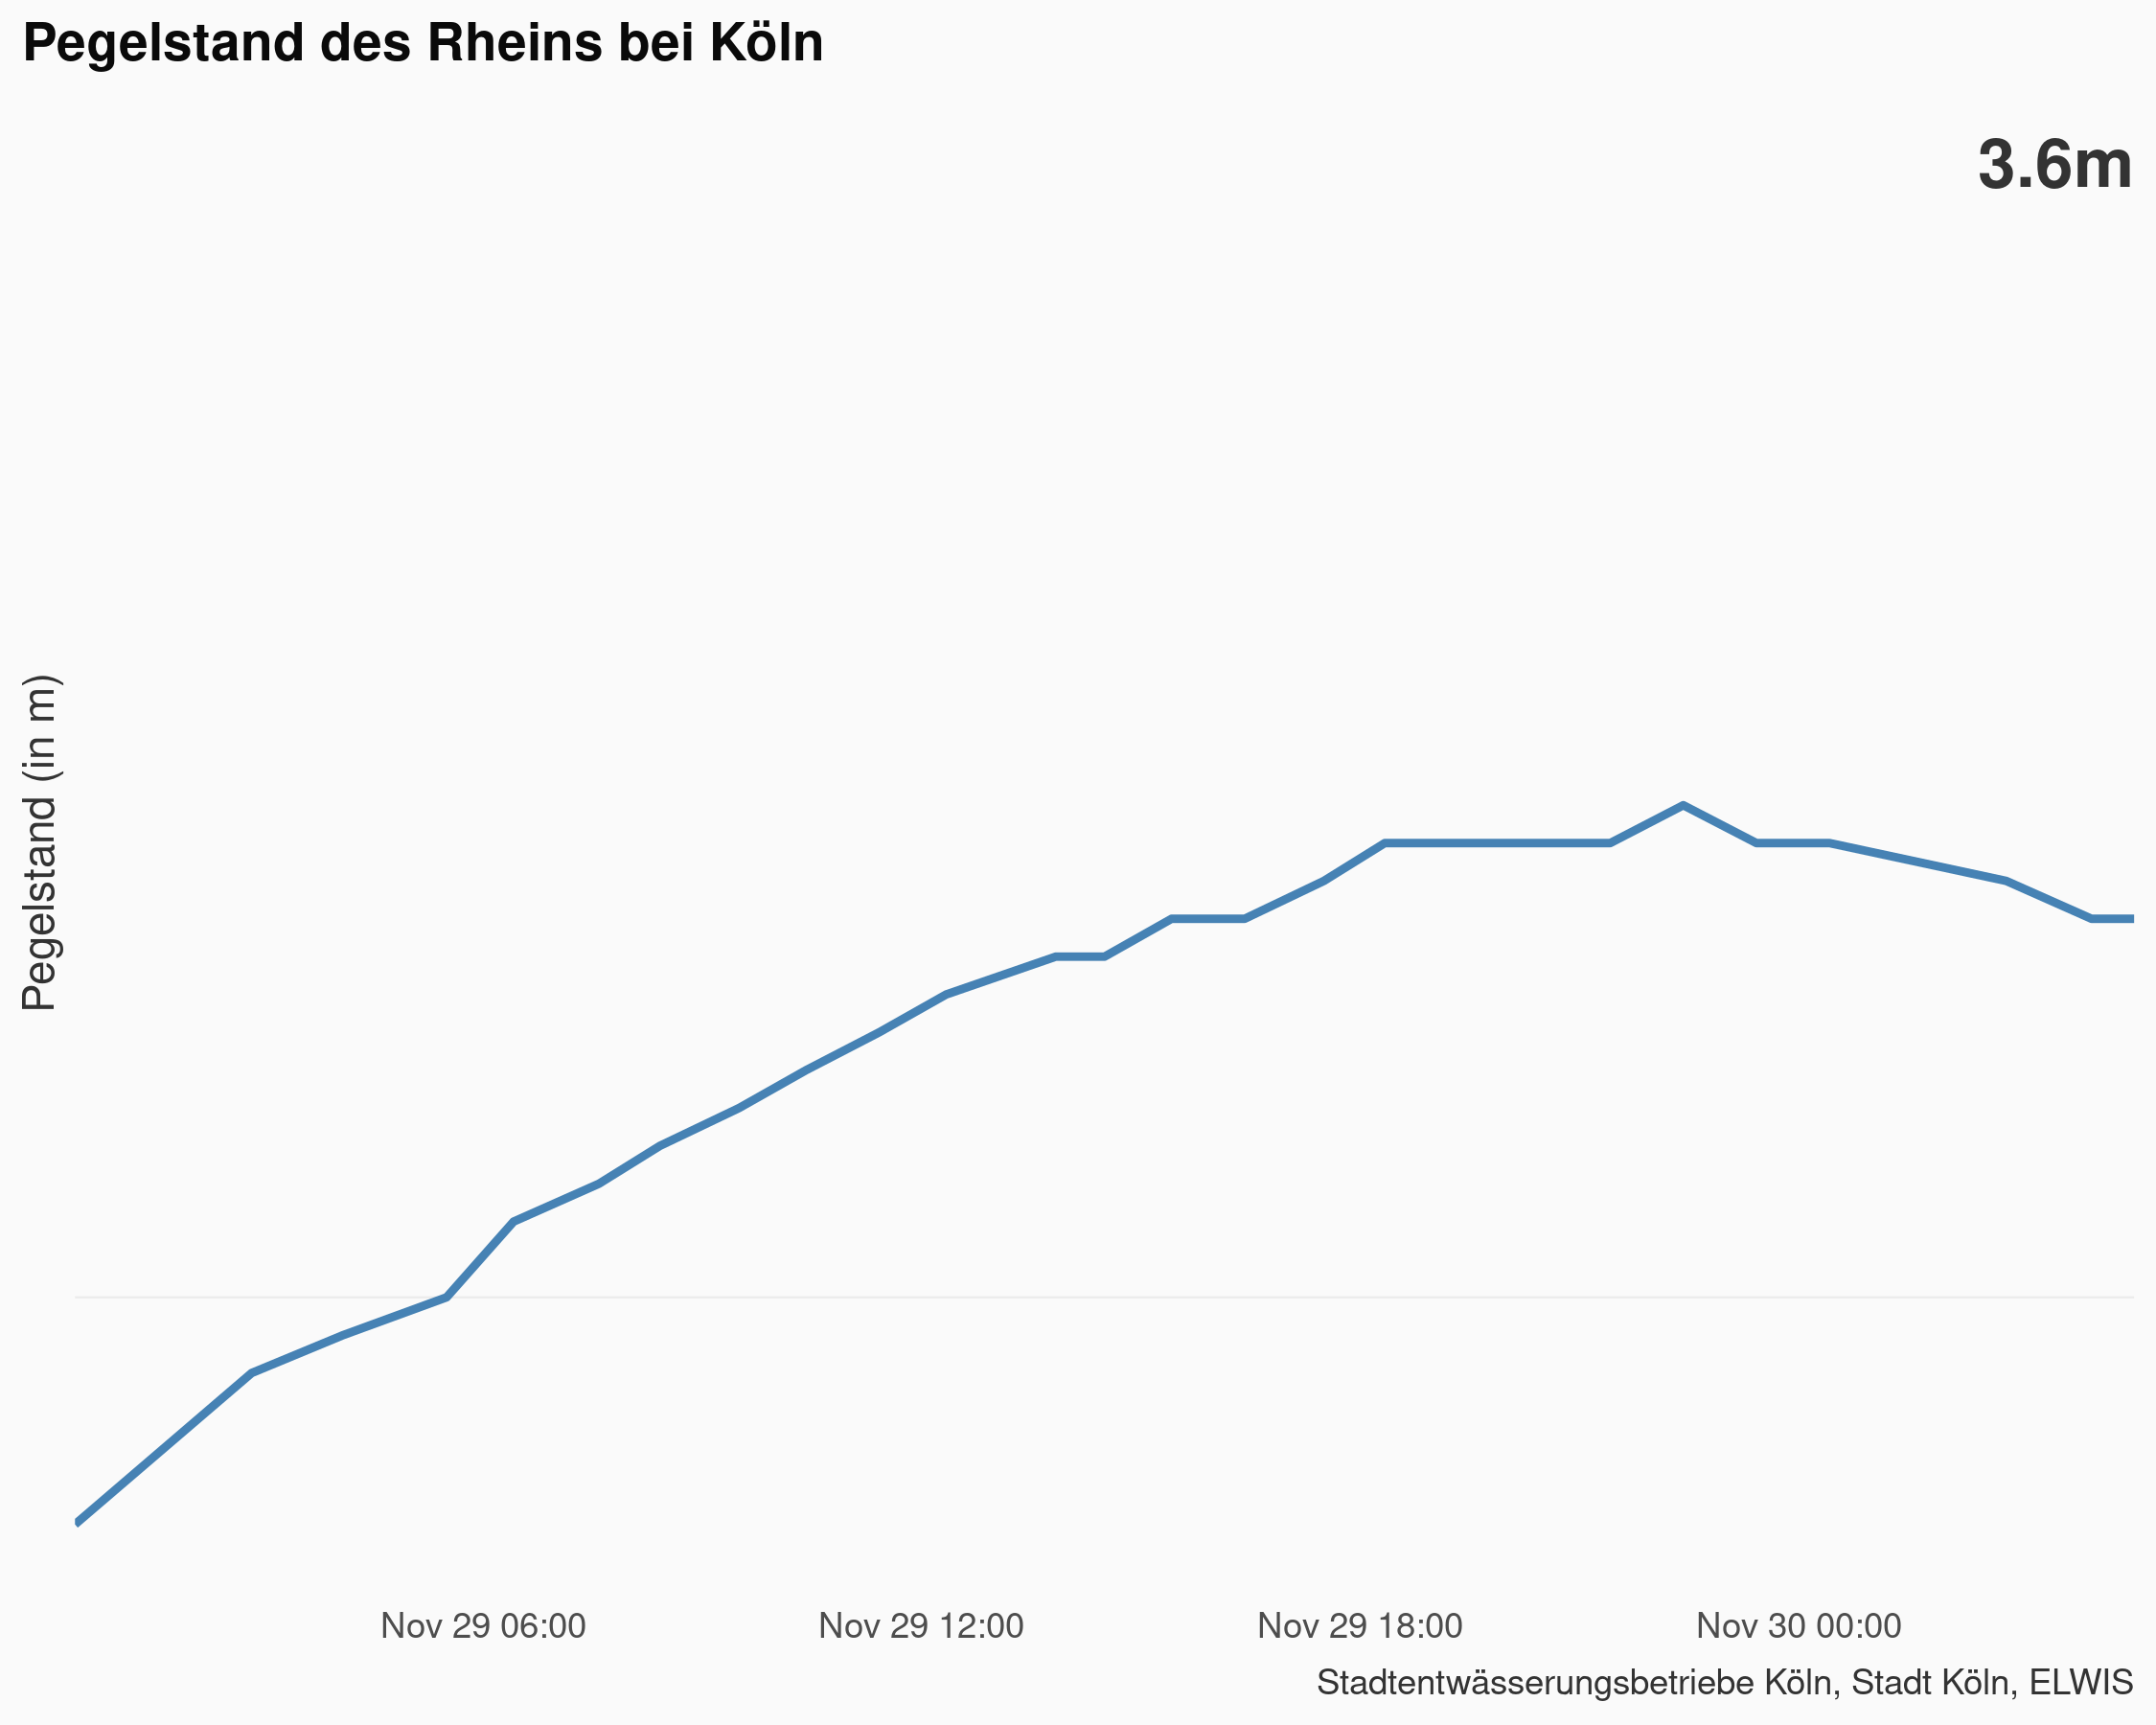 Pegelstand des Rheins bei Köln
3.6m
Pegelstand (in m)
Nov 29 06:00 Nov 29 12:00 Nov 29 18:00 Nov 30 00:00
Stadtentwässerungsbetriebe Köln, Stadt Köln, ELWIS